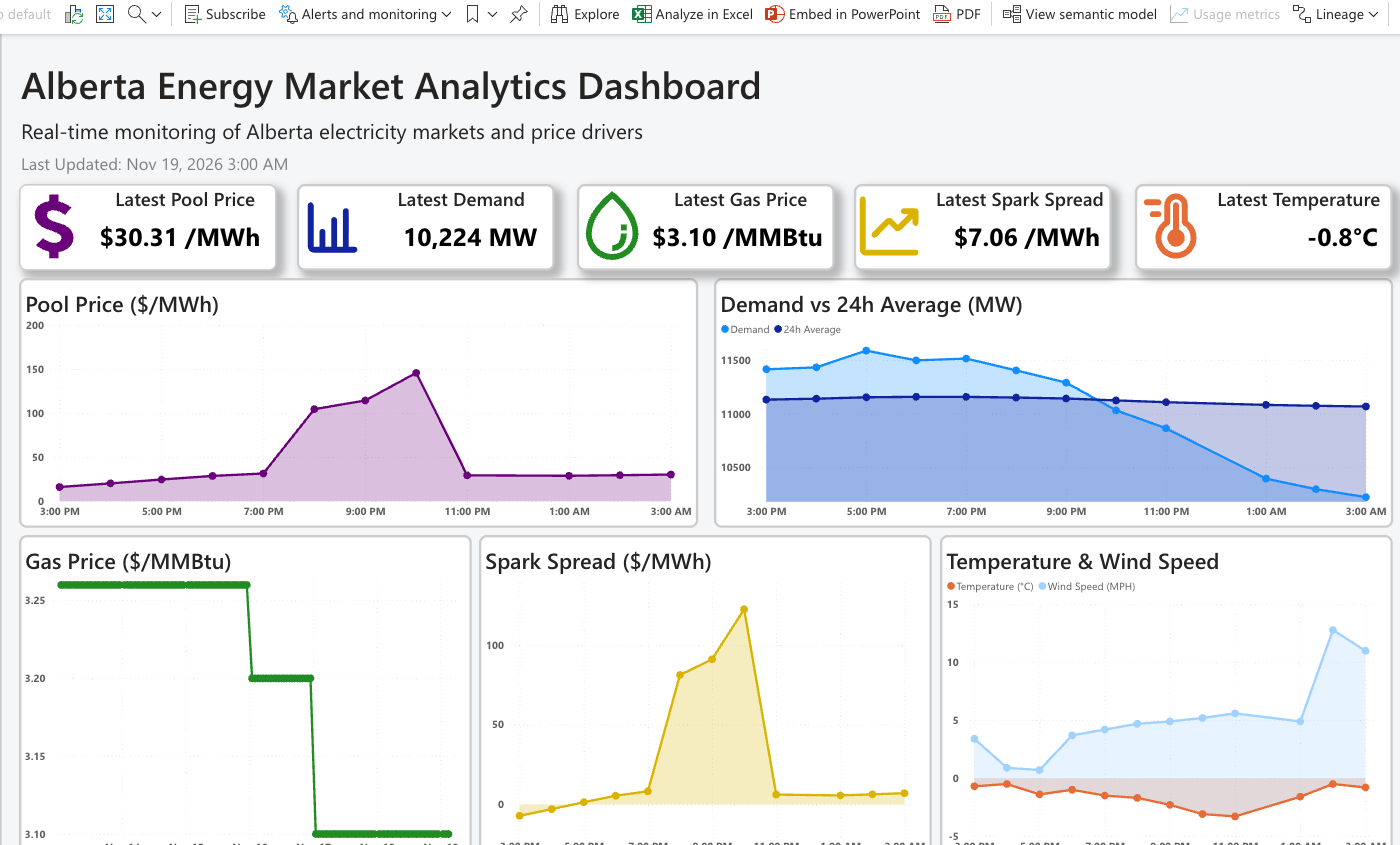 default Subscribe Alerts and monitoring Explore Analyze in Excel Embed in PowerPoint PDF View semantic model Usage metrics Lineage
Alberta Energy Market Analytics Dashboard
Real-time monitoring of Alberta electricity markets and price drivers
Last Updated: Nov 19, 2026 3:00 AM
Latest Pool Price
$30.31 /MWh
Latest Demand
10,224 MW
Latest Gas Price
$3.10 /MMBtu
Latest Spark Spread
$7.06 /MWh
Latest Temperature
-0.8°C
Pool Price ($/MWh)
200
150
100
50
0
3:00 PM 5:00 PM 7:00 PM 9:00 PM 11:00 PM 1:00 AM 3:00 AM
Demand vs 24h Average (MW)
Demand 24h Average
11500
11000
10500
3:00 PM 5:00 PM 7:00 PM 9:00 PM 11:00 PM 1:00 AM 3:00 AM
Gas Price ($/MMBtu)
3.25
3.20
3.15
3.10
Spark Spread ($/MWh)
100
50
0
Temperature & Wind Speed
Temperature (°C) Wind Speed (MPH)
15
10
5
0
-5